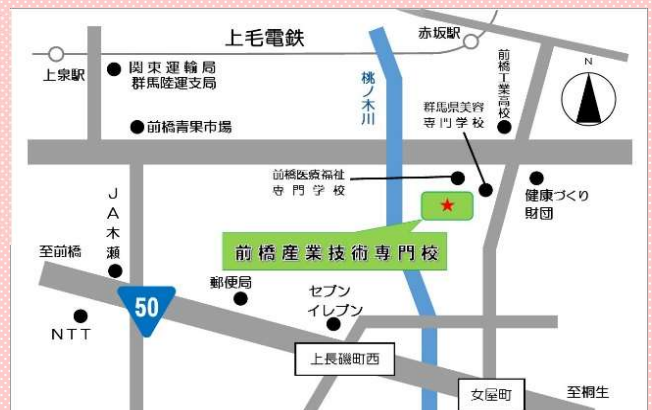 上毛電鉄
赤坂駅
上泉駅
関東運輸局
群馬陸運支局
前橋工業高校
N
桃ノ木川
群馬県美容
専門学校
前橋青果市場
前橋医療福祉
専門学校
健康づくり
財団
JA木瀬
前橋産業技術専門校
至前橋
郵便局
セブン
イレブン
50
NTT
上長磯町西
女屋町
至桐生